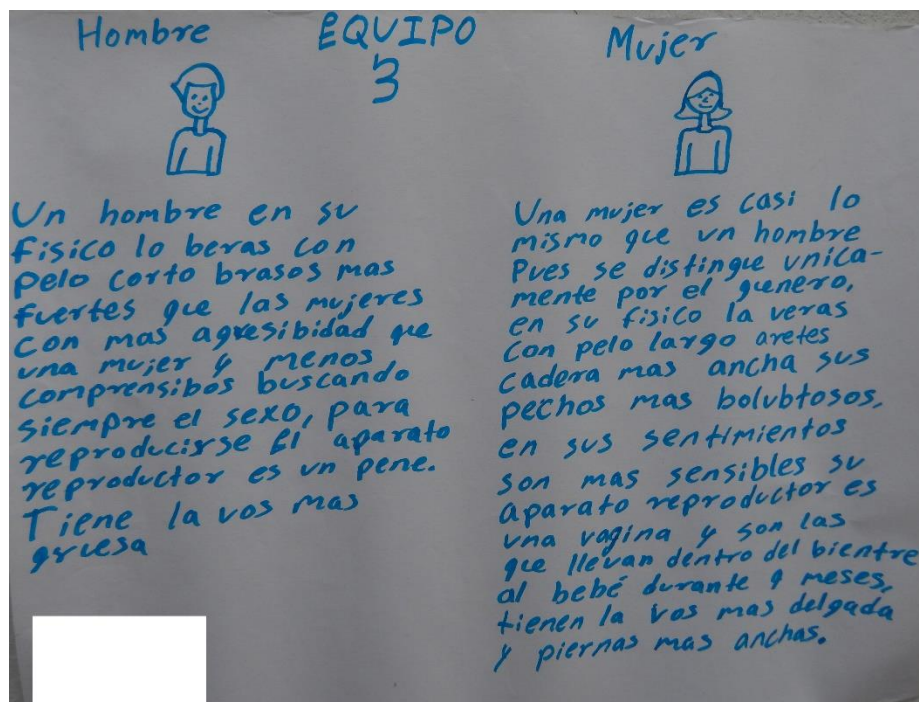 Hombre
EQUIPO
3
Mujer
Un hombre en su
fisico lo beras con
pelo corto brasos mas
fuertes que las mujeres
con mas agresibidad que
una mujer y menos
comprensibos buscando
siempre el sexo, para
reproducirse El aparato
reproductor es un pene.
Tiene la vos mas
gruesa
Una mujer es casi lo
mismo que un hombre
Pues se distingue unica-
mente por el gunero,
en su fisico la veras
con pelo largo aretes
cadera mas ancha sus
pechos mas bolubtosos,
en sus sentimientos
son mas sensibles su
aparato reproductor es
una vagina y son las
que llevan dentro del bientre
al bebé durante 9 meses,
tienen la vos mas delgada
y piernas mas anchas.